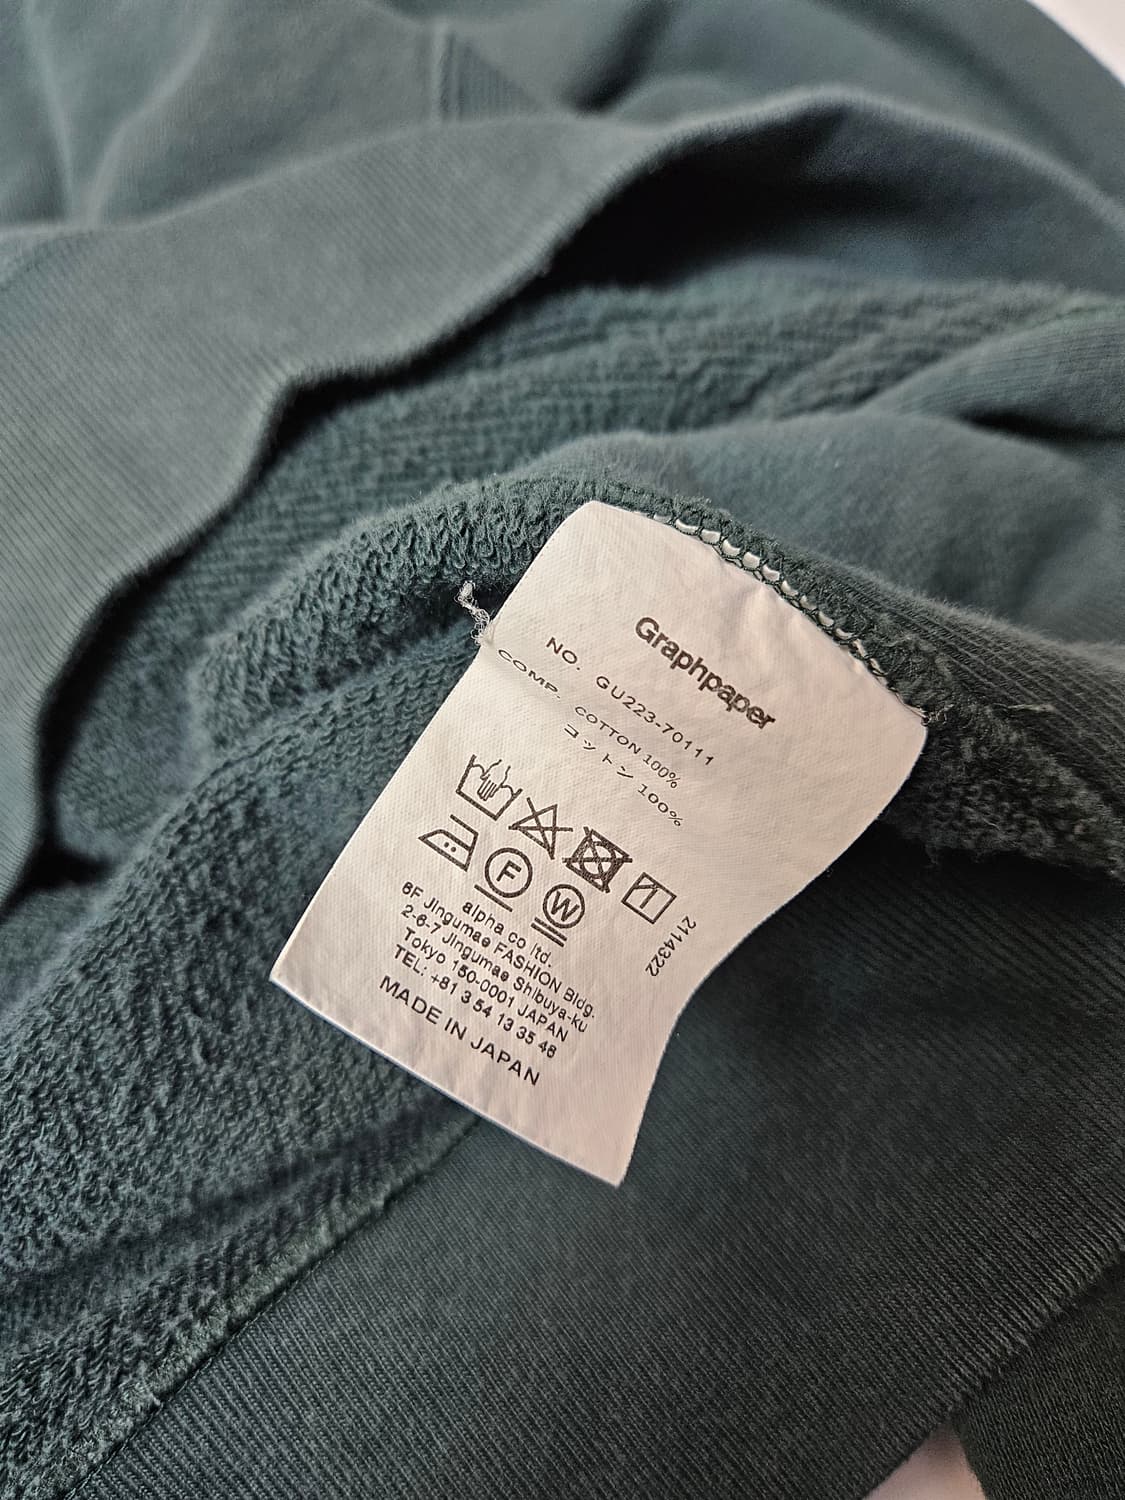 Graphpaper
NO. GU223-70111
COMP. COTTON 100%
コットン 100%
F
W
2114322
alpha co ltd.
6F Jingumae FASHION Bldg.
2-6-7 Jingumae Shibuya-ku
Tokyo 150-0001 JAPAN
TEL: +81 3 54 13 35 48
MADE IN JAPAN